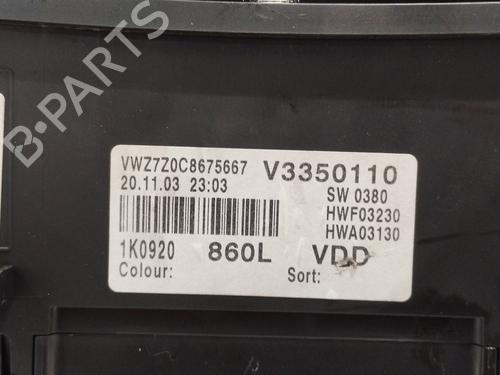 B-PARTS
VWZ7Z0C8675667 V3350110
20.11.03 23:03 SW 0380
HWF03230
HWA03130
1K0920 860L VDD
Colour: Sort: